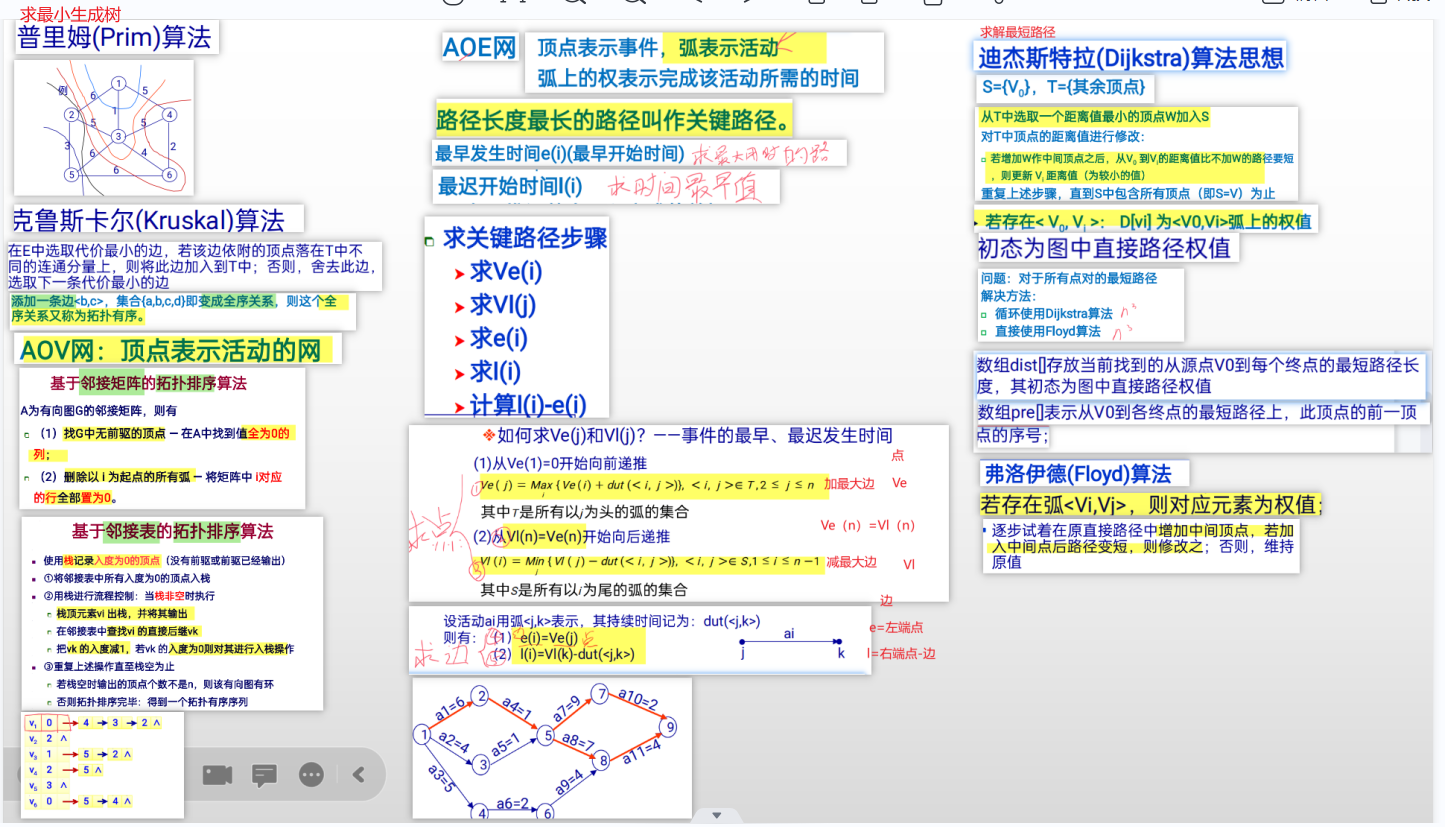 求最小生成树
普里姆(Prim)算法
例
1
6
5
1
2
4
5
5
3
3
2
6
4
5
6
6
克鲁斯卡尔(Kruskal)算法
在E中选取代价最小的边，若该边依附的顶点落在T中不
同的连通分量上，则将此边加入到T中；否则，舍去此边，
选取下一条代价最小的边
添加一条边<b,c>，集合{a,b,c,d}即变成全序关系，则这个全
序关系又称为拓扑有序。
AOV网：顶点表示活动的网
基于邻接矩阵的拓扑排序算法
A为有向图G的邻接矩阵，则有
（1）找G中无前驱的顶点 — 在A中找到值全为0的
列；
（2）删除以 i 为起点的所有弧 — 将矩阵中 i对应
的行全部置为0。
基于邻接表的拓扑排序算法
使用栈记录入度为0的顶点（没有前驱或前驱已经输出）
①将邻接表中所有入度为0的顶点入栈
②用栈进行流程控制：当栈非空时执行
栈顶元素vi 出栈，并将其输出
在邻接表中查找vi 的直接后继vk
把vk 的入度减1，若vk 的入度为0则对其进行入栈操作
③重复上述操作直至栈空为止
若栈空时输出的顶点个数不是n，则该有向图有环
否则拓扑排序完毕：得到一个拓扑有序序列
v₁ 0 → 4 → 3 → 2 ∧
v₂ 2 ∧
v₃ 1 → 5 → 2 ∧
v₄ 2 → 5 ∧
v₅ 3 ∧
v₆ 0 → 5 → 4 ∧
AOE网
顶点表示事件，弧表示活动
弧上的权表示完成该活动所需的时间
路径长度最长的路径叫作关键路径。
最早发生时间e(i)(最早开始时间) 求最大用时的路
最迟开始时间l(i) 求时间最早值
求关键路径步骤
求Ve(i)
求Vl(j)
求e(i)
求l(i)
计算l(i)-e(i)
※如何求Ve(j)和Vl(j)？——事件的最早、最迟发生时间
点
(1)从Ve(1)=0开始向前递推
① Ve( j) = Max{Ve(i) + dut(< i, j >)}, < i, j >∈ T,2 ≤ j ≤ n 加最大边 Ve
i
其中T是所有以j为头的弧的集合
Ve（n）=Vl（n）
求点
② (2)从Vl(n)=Ve(n)开始向后递推
③ Vl(i) = Min{Vl( j) − dut(< i, j >)}, < i, j >∈ S,1 ≤ i ≤ n −1 减最大边 Vl
j
其中S是所有以i为尾的弧的集合
边
设活动ai用弧<j,k>表示，其持续时间记为：dut(<j,k>)
则有：（1）e(i)=Ve(j) 点
（2）l(i)=Vl(k)-dut(<j,k>)
求边
ai
j
k
e=左端点
l=右端点-边
1
2
3
4
5
6
7
8
9
a1=6
a2=4
a3=5
a4=1
a5=1
a6=2
a7=9
a8=7
a9=4
a10=2
a11=4
求解最短路径
迪杰斯特拉(Dijkstra)算法思想
S={V₀}，T={其余顶点}
从T中选取一个距离值最小的顶点W加入S
对T中顶点的距离值进行修改：
若增加W作中间顶点之后，从V₀ 到Vᵢ的距离值比不加W的路径要短
，则更新 Vᵢ 距离值（为较小的值）
重复上述步骤，直到S中包含所有顶点（即S=V）为止
若存在< V₀, Vᵢ >： D[vi] 为<V0,Vi>弧上的权值
初态为图中直接路径权值
问题：对于所有点对的最短路径
解决方法：
循环使用Dijkstra算法 n³
直接使用Floyd算法 n³
数组dist[]存放当前找到的从源点V0到每个终点的最短路径长
度，其初态为图中直接路径权值
数组pre[]表示从V0到各终点的最短路径上，此顶点的前一顶
点的序号；
弗洛伊德(Floyd)算法
若存在弧<Vi,Vj>，则对应元素为权值；
逐步试着在原直接路径中增加中间顶点，若加
入中间点后路径变短，则修改之；否则，维持
原值